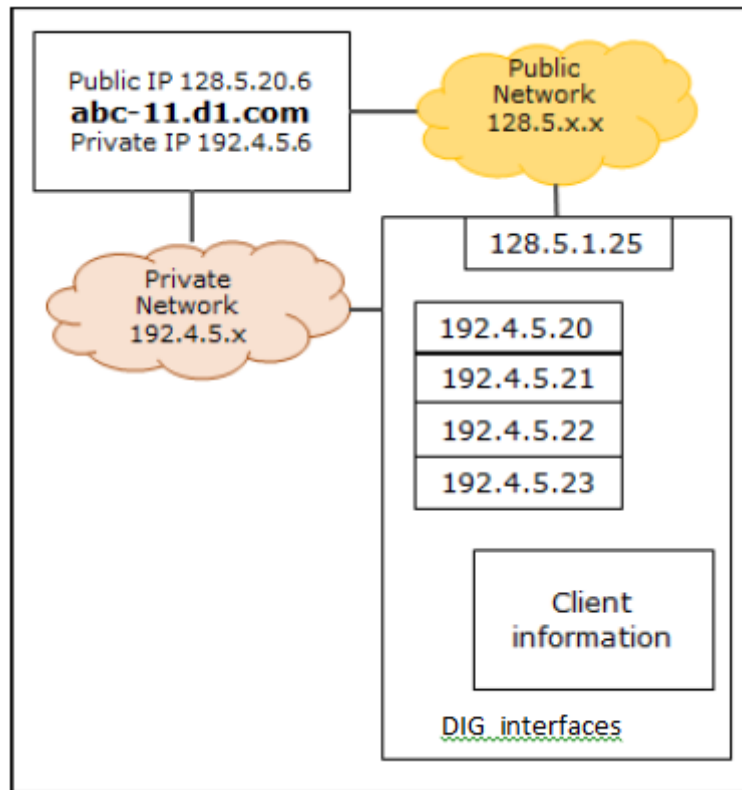 Public IP 128.5.20.6
abc-11.d1.com
Private IP 192.4.5.6
Public
Network
128.5.x.x
Private
Network
192.4.5.x
128.5.1.25
192.4.5.20
192.4.5.21
192.4.5.22
192.4.5.23
Client
information
DIG interfaces